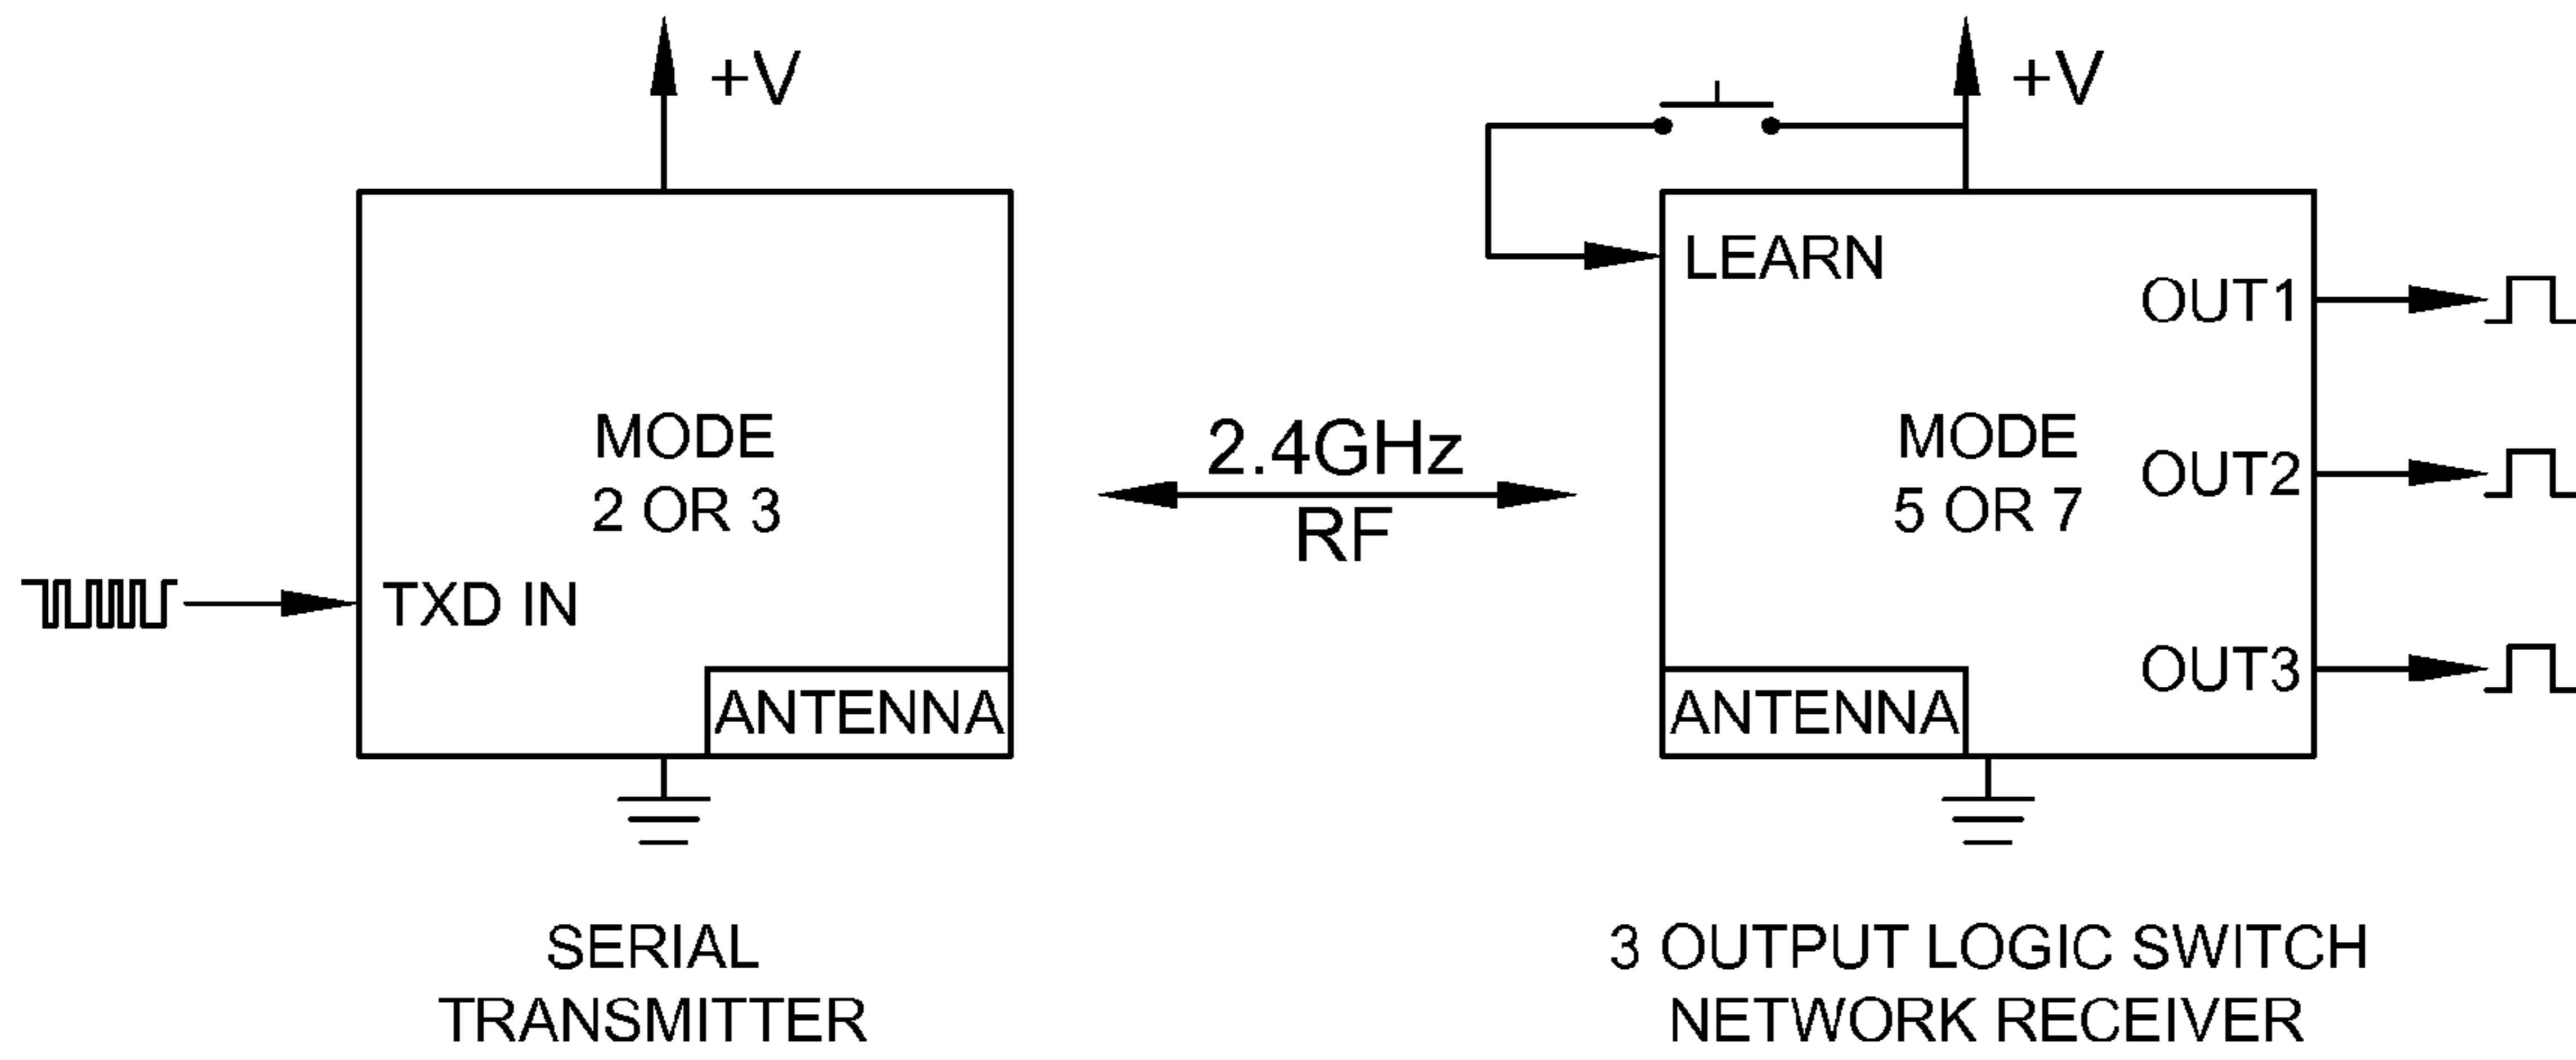 +V
MODE
2 OR 3
TXD IN
ANTENNA
SERIAL
TRANSMITTER
2.4GHz
RF
+V
LEARN
OUT1
MODE
5 OR 7
OUT2
OUT3
ANTENNA
3 OUTPUT LOGIC SWITCH
NETWORK RECEIVER